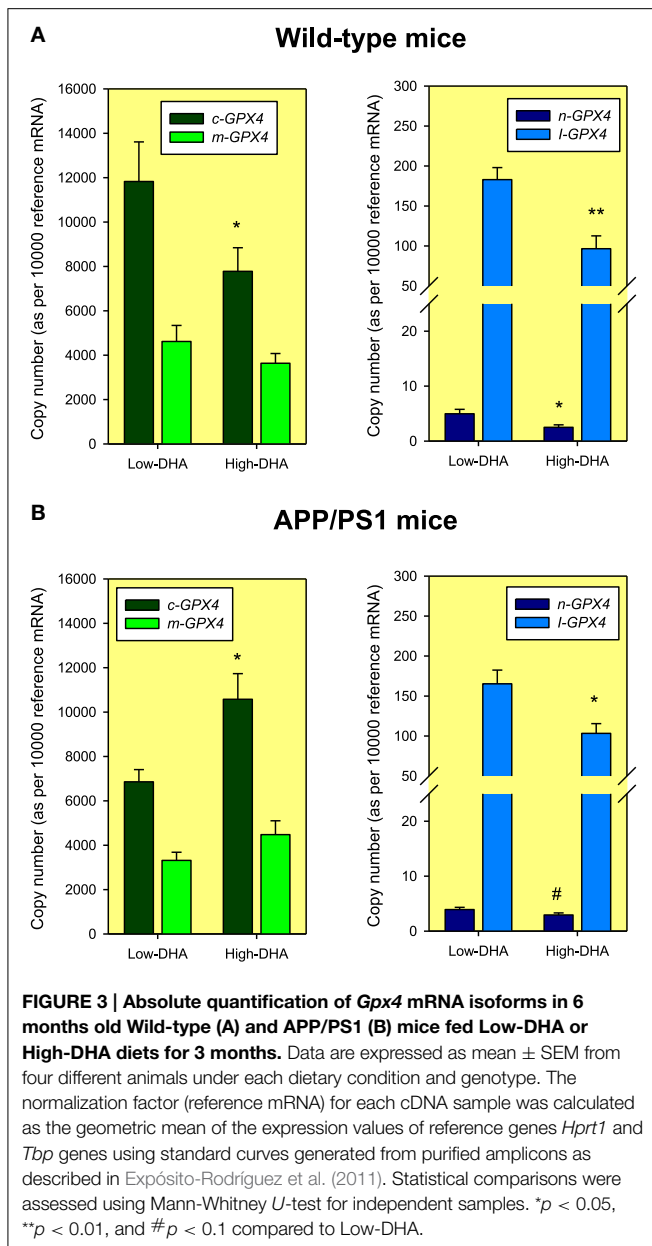 A
Wild-type mice
Copy number (as per 10000 reference mRNA)
16000
14000
12000
10000
8000
6000
4000
2000
0
c-GPX4
m-GPX4
*
Low-DHA
High-DHA
Copy number (as per 10000 reference mRNA)
300
250
200
150
100
50
20
10
5
0
n-GPX4
l-GPX4
**
*
Low-DHA
High-DHA
B
APP/PS1 mice
Copy number (as per 10000 reference mRNA)
16000
14000
12000
10000
8000
6000
4000
2000
0
c-GPX4
m-GPX4
*
Low-DHA
High-DHA
Copy number (as per 10000 reference mRNA)
300
250
200
150
100
50
20
10
5
0
n-GPX4
l-GPX4
*
#
Low-DHA
High-DHA
FIGURE 3 | Absolute quantification of Gpx4 mRNA isoforms in 6
months old Wild-type (A) and APP/PS1 (B) mice fed Low-DHA or
High-DHA diets for 3 months. Data are expressed as mean ± SEM from
four different animals under each dietary condition and genotype. The
normalization factor (reference mRNA) for each cDNA sample was calculated
as the geometric mean of the expression values of reference genes Hprt1 and
Tbp genes using standard curves generated from purified amplicons as
described in Expósito-Rodríguez et al. (2011). Statistical comparisons were
assessed using Mann-Whitney U-test for independent samples. *p < 0.05,
**p < 0.01, and #p < 0.1 compared to Low-DHA.